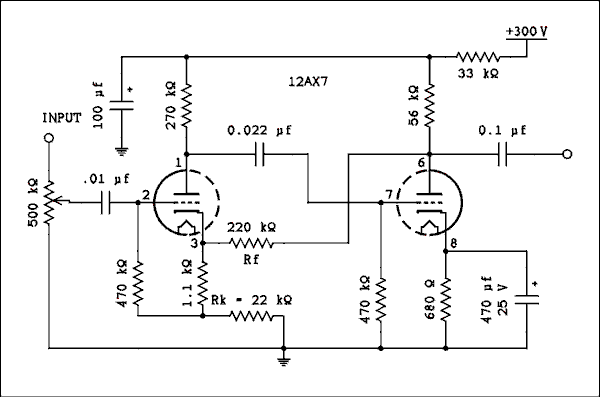 +300 V
33 kΩ
12AX7
100 µf
+
270 kΩ
56 kΩ
INPUT
0.022 µf
0.1 µf
1
6
500 kΩ
.01 µf
2
7
3
220 kΩ
Rf
8
470 kΩ
1.1 kΩ
Rk = 22 kΩ
470 kΩ
680 Ω
470 µf
25 V
+